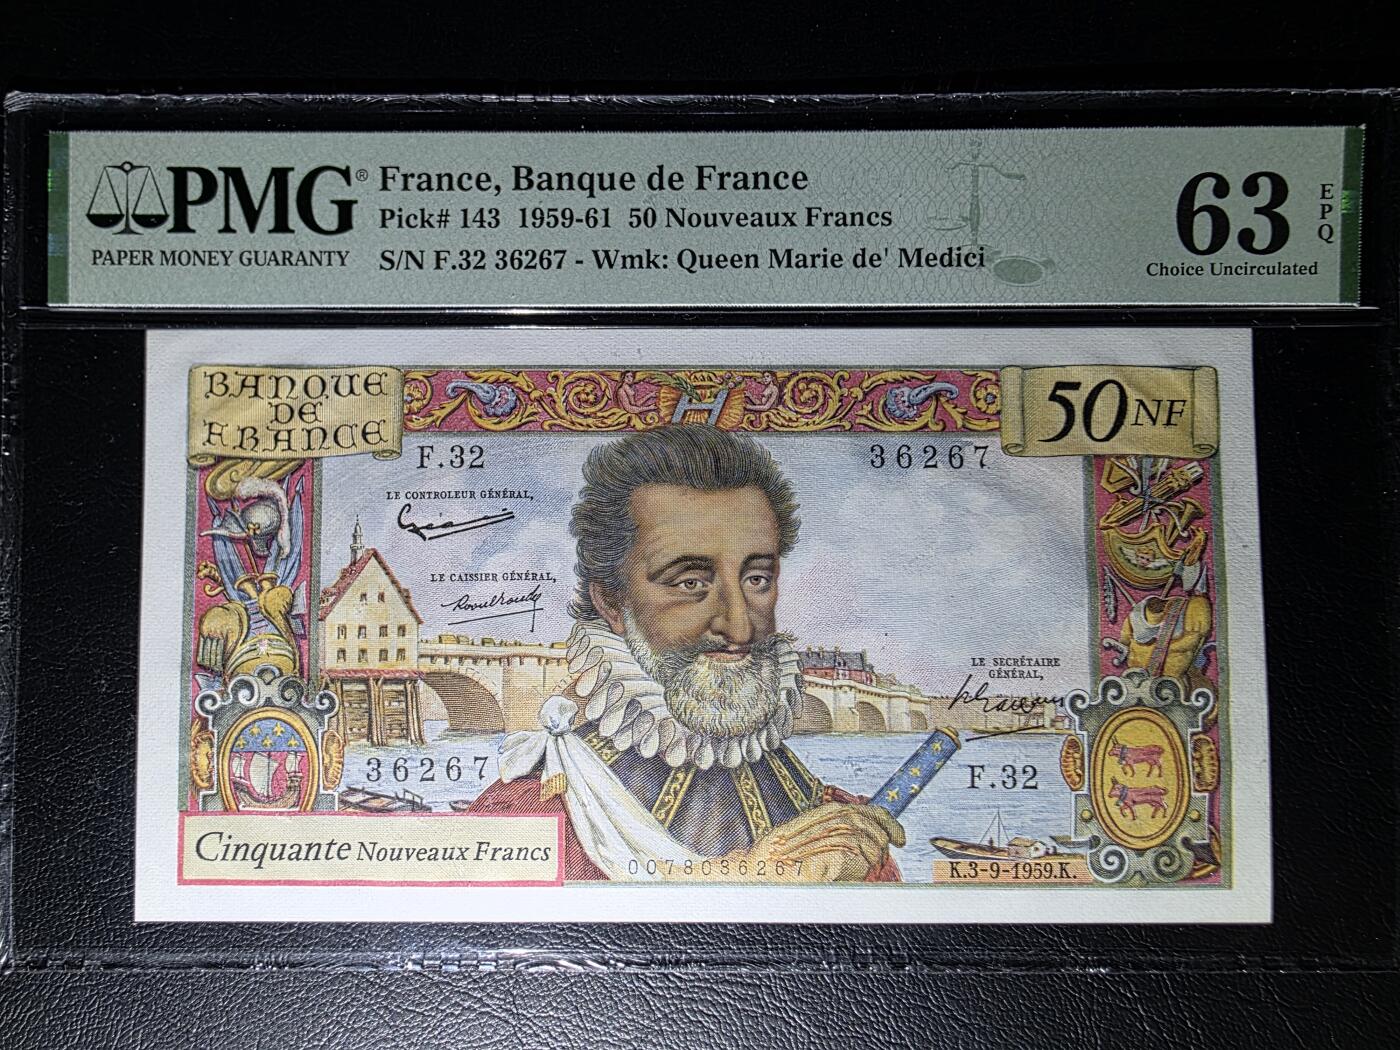 PMG®
PAPER MONEY GUARANTY
France, Banque de France
Pick# 143 1959-61 50 Nouveaux Francs
S/N F.32 36267 - Wmk: Queen Marie de' Medici
63
EPQ
Choice Uncirculated
BANQUE
DE
FRANCE
H
50 NF
F.32
36267
LE CONTROLEUR GÉNÉRAL,
LE CAISSIER GÉNÉRAL,
LE SECRÉTAIRE
GÉNÉRAL,
36267
F.32
Cinquante Nouveaux Francs
0078036267
K.3-9-1959.K.